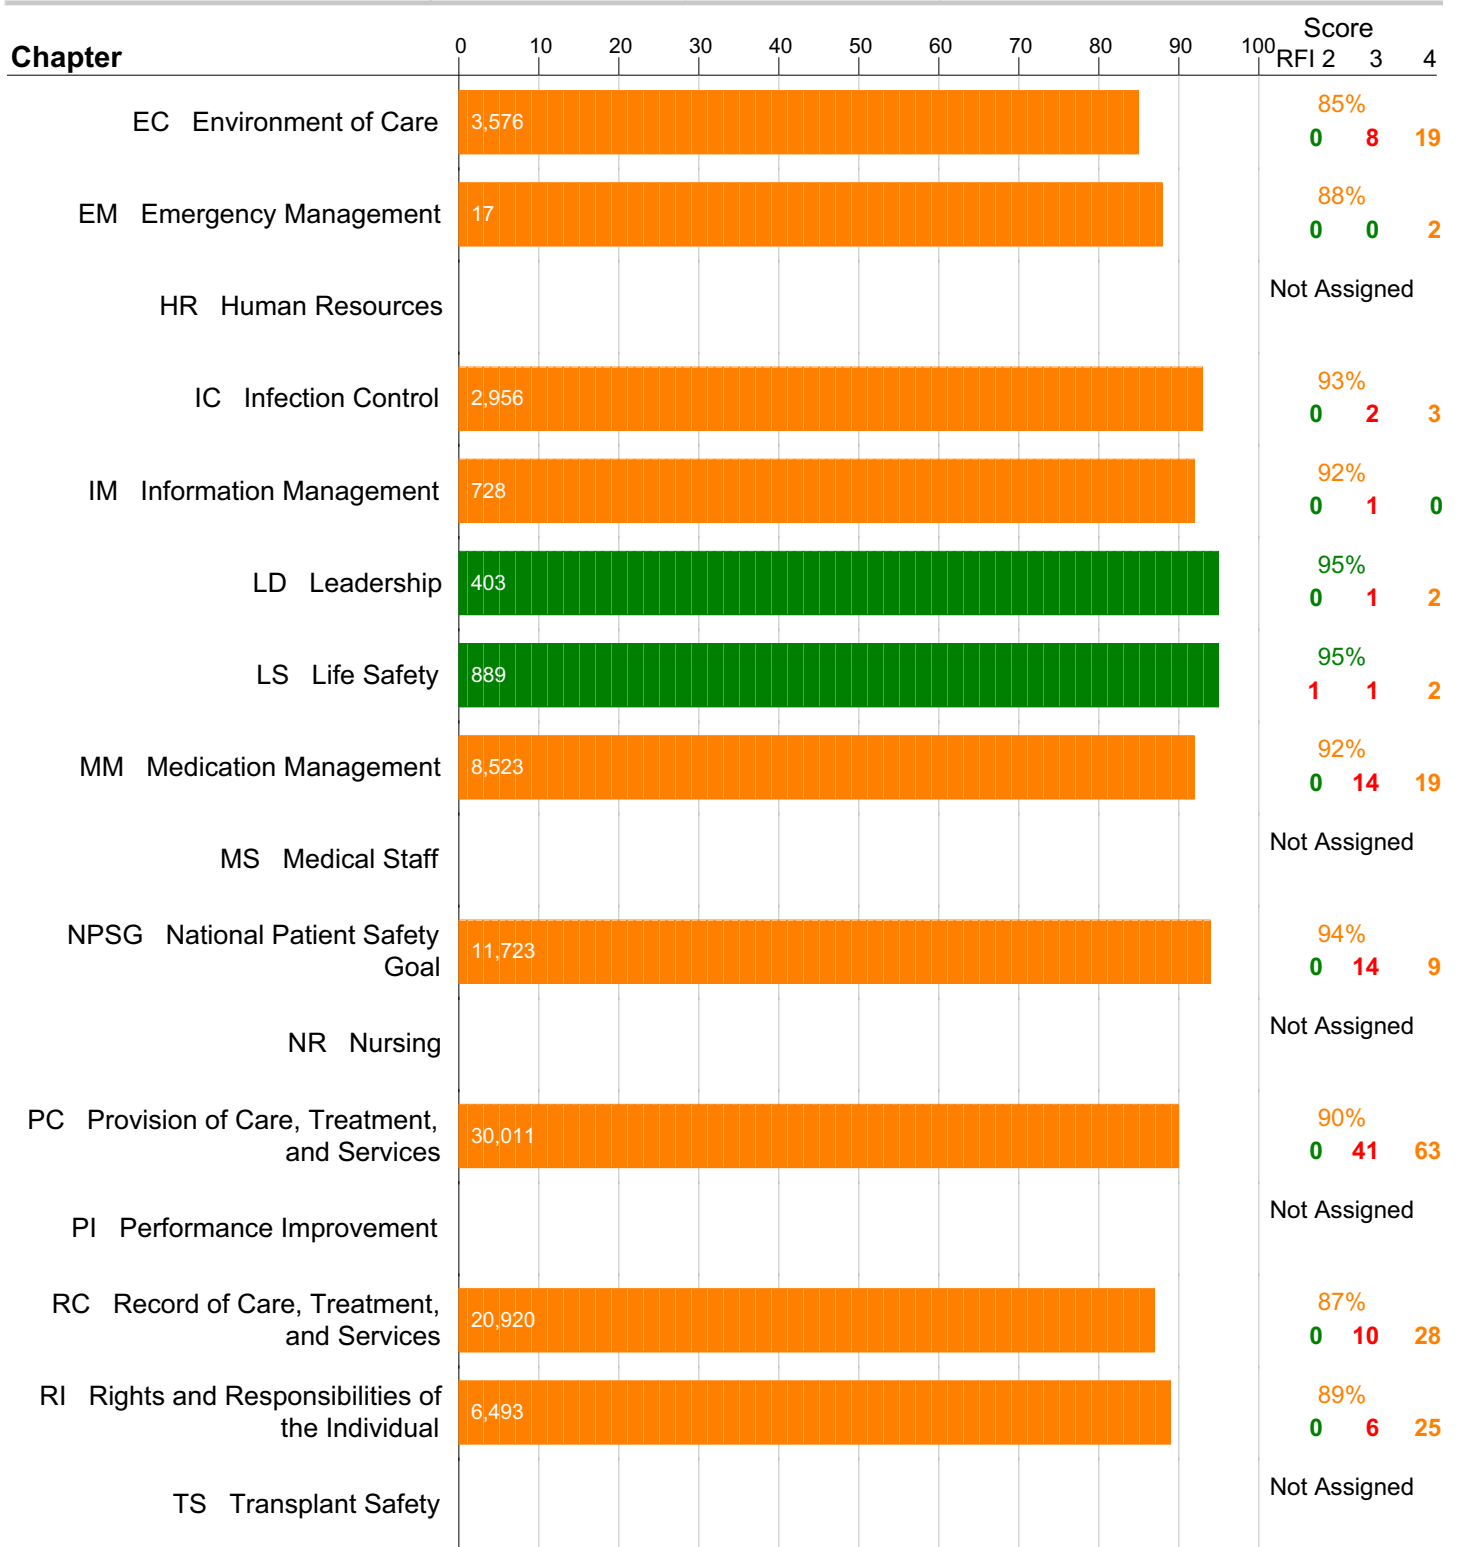 Score
Chapter 0 10 20 30 40 50 60 70 80 90 100 RFI 2 3 4
EC Environment of Care 3,576 85%
0 8 19
EM Emergency Management 17 88%
0 0 2
HR Human Resources Not Assigned
IC Infection Control 2,956 93%
0 2 3
IM Information Management 728 92%
0 1 0
LD Leadership 403 95%
0 1 2
LS Life Safety 889 95%
1 1 2
MM Medication Management 8,523 92%
0 14 19
MS Medical Staff Not Assigned
NPSG National Patient Safety 11,723 94%
Goal 0 14 9
NR Nursing Not Assigned
PC Provision of Care, Treatment, 30,011 90%
and Services 0 41 63
PI Performance Improvement Not Assigned
RC Record of Care, Treatment, 20,920 87%
and Services 0 10 28
RI Rights and Responsibilities of 6,493 89%
the Individual 0 6 25
TS Transplant Safety Not Assigned